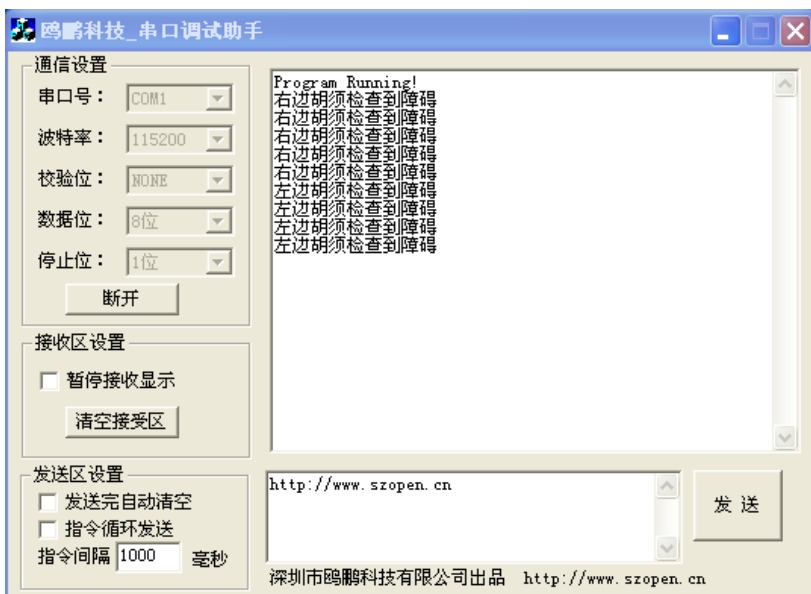 鸥鹏科技_串口调试助手
通信设置
串口号： COM1
波特率： 115200
校验位： NONE
数据位： 8位
停止位： 1位
断开
接收区设置
暂停接收显示
清空接受区
发送区设置
发送完自动清空
指令循环发送
指令间隔 1000 毫秒
Program Running!
右边胡须检查到障碍
右边胡须检查到障碍
右边胡须检查到障碍
右边胡须检查到障碍
右边胡须检查到障碍
左边胡须检查到障碍
左边胡须检查到障碍
左边胡须检查到障碍
左边胡须检查到障碍
http://www.szopen.cn
发 送
深圳市鸥鹏科技有限公司出品 http://www.szopen.cn